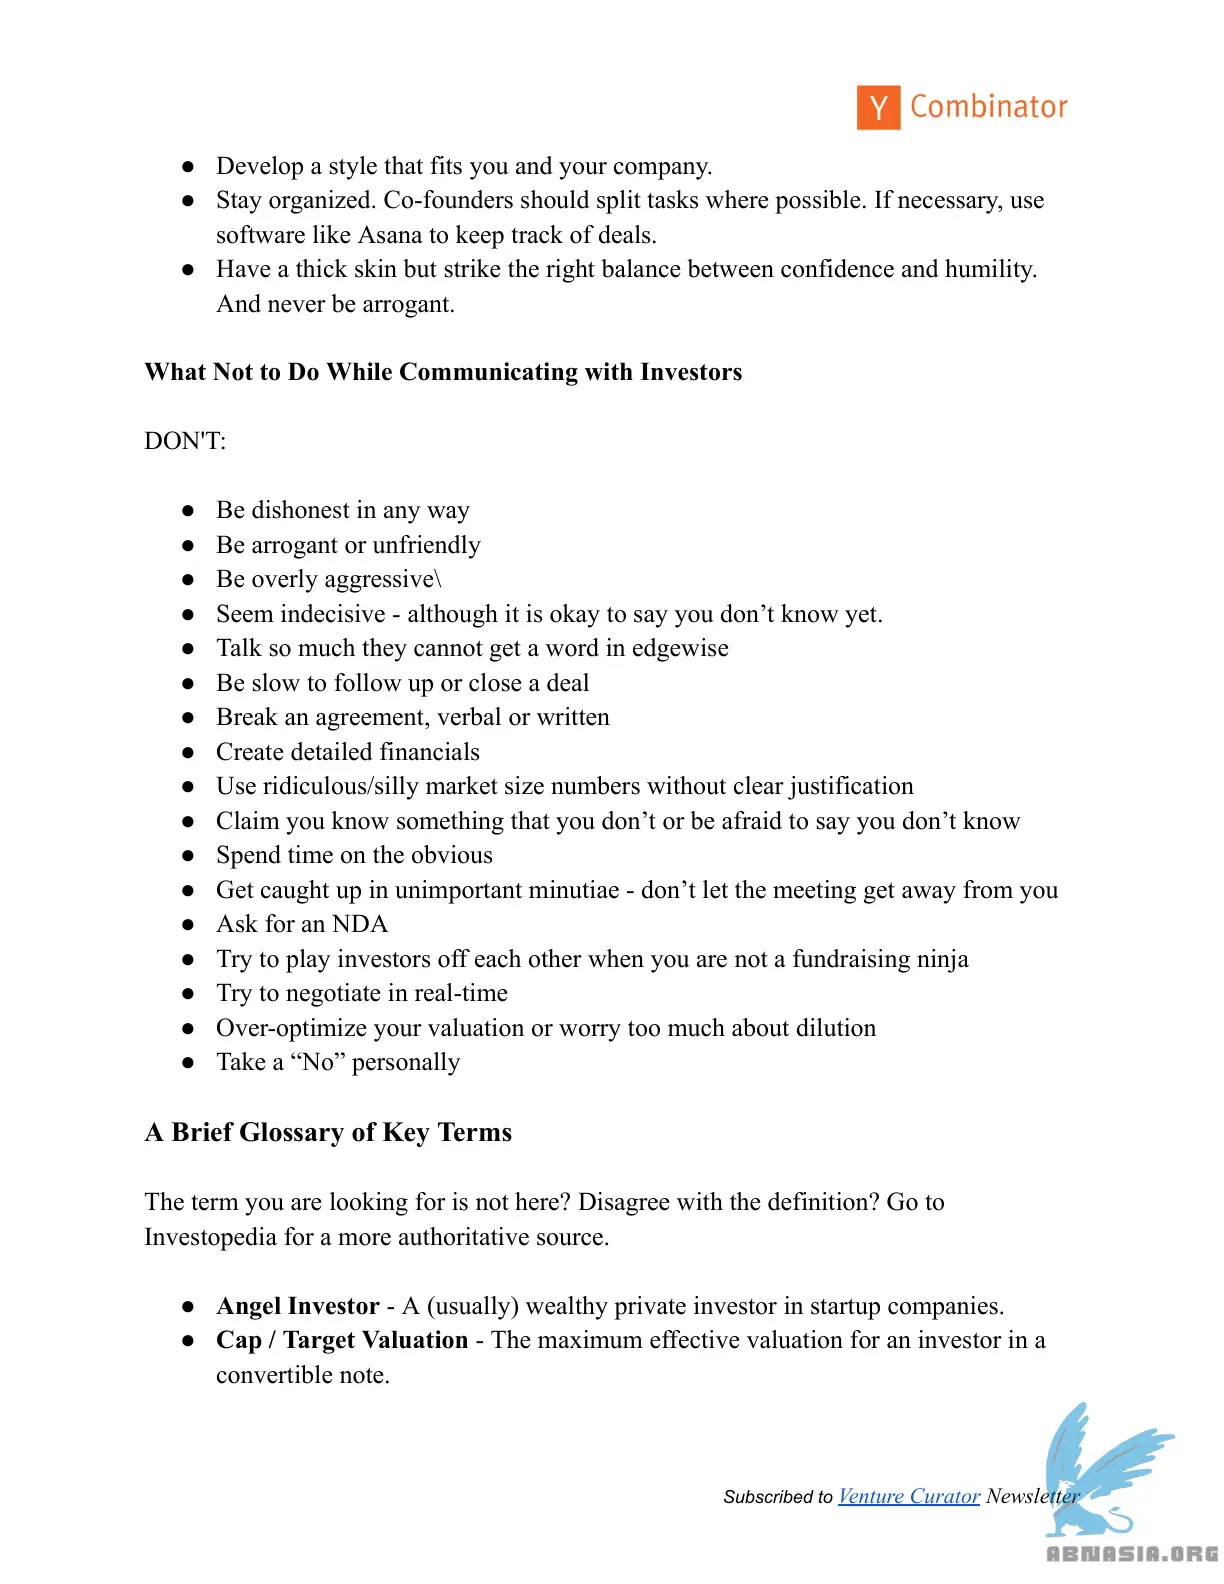 Y Combinator
● Develop a style that fits you and your company.
● Stay organized. Co-founders should split tasks where possible. If necessary, use
software like Asana to keep track of deals.
● Have a thick skin but strike the right balance between confidence and humility.
And never be arrogant.
What Not to Do While Communicating with Investors
DON'T:
● Be dishonest in any way
● Be arrogant or unfriendly
● Be overly aggressive\
● Seem indecisive - although it is okay to say you don’t know yet.
● Talk so much they cannot get a word in edgewise
● Be slow to follow up or close a deal
● Break an agreement, verbal or written
● Create detailed financials
● Use ridiculous/silly market size numbers without clear justification
● Claim you know something that you don’t or be afraid to say you don’t know
● Spend time on the obvious
● Get caught up in unimportant minutiae - don’t let the meeting get away from you
● Ask for an NDA
● Try to play investors off each other when you are not a fundraising ninja
● Try to negotiate in real-time
● Over-optimize your valuation or worry too much about dilution
● Take a “No” personally
A Brief Glossary of Key Terms
The term you are looking for is not here? Disagree with the definition? Go to
Investopedia for a more authoritative source.
● Angel Investor - A (usually) wealthy private investor in startup companies.
● Cap / Target Valuation - The maximum effective valuation for an investor in a
convertible note.
Subscribed to Venture Curator Newsletter
ABNASIA.ORG